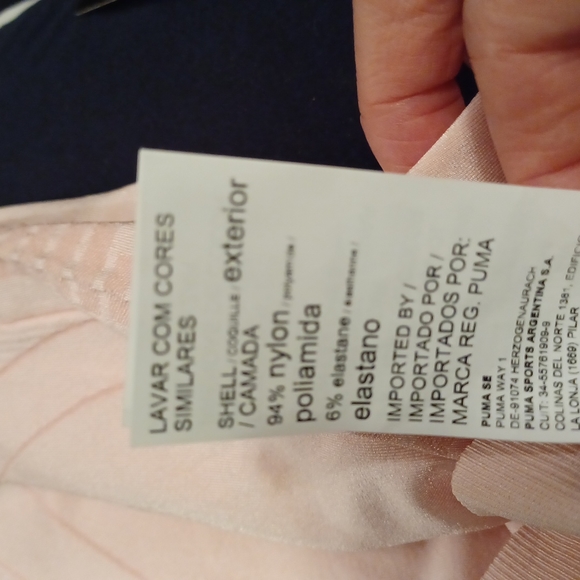 LAVAR COM CORES
SIMILARES
SHELL / COQUILLE / exterior
/ CAMADA
94% nylon / polyamide /
poliamida
6% elastane / élasthanne /
elastano
IMPORTED BY /
IMPORTADO POR /
IMPORTADOS POR:
MARCA REG. PUMA
PUMA SE
PUMA WAY 1
DE-91074 HERZOGENAURACH
PUMA SPORTS ARGENTINA S.A.
CUIT: 34-55761909-9
COLINAS DEL NORTE 1381, EDIFICIO
LA LONJA (1669) PILAR